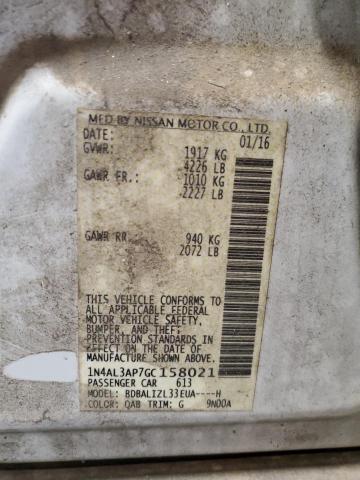 MFD BY NISSAN MOTOR CO., LTD.
DATE: 01/16
GVWR: 1917 KG
4226 LB
GAWR FR.: 1010 KG
2227 LB
GAWR RR. 940 KG
2072 LB
THIS VEHICLE CONFORMS TO
ALL APPLICABLE FEDERAL
MOTOR VEHICLE SAFETY,
BUMPER, AND THEFT
PREVENTION STANDARDS
IN EFFECT ON THE DATE OF
MANUFACTURE SHOWN ABOVE.
1N4AL3AP7GC158021
PASSENGER CAR 613
MODEL: BDBALIZL33EUA----H
COLOR: QAB TRIM: G 9N00A